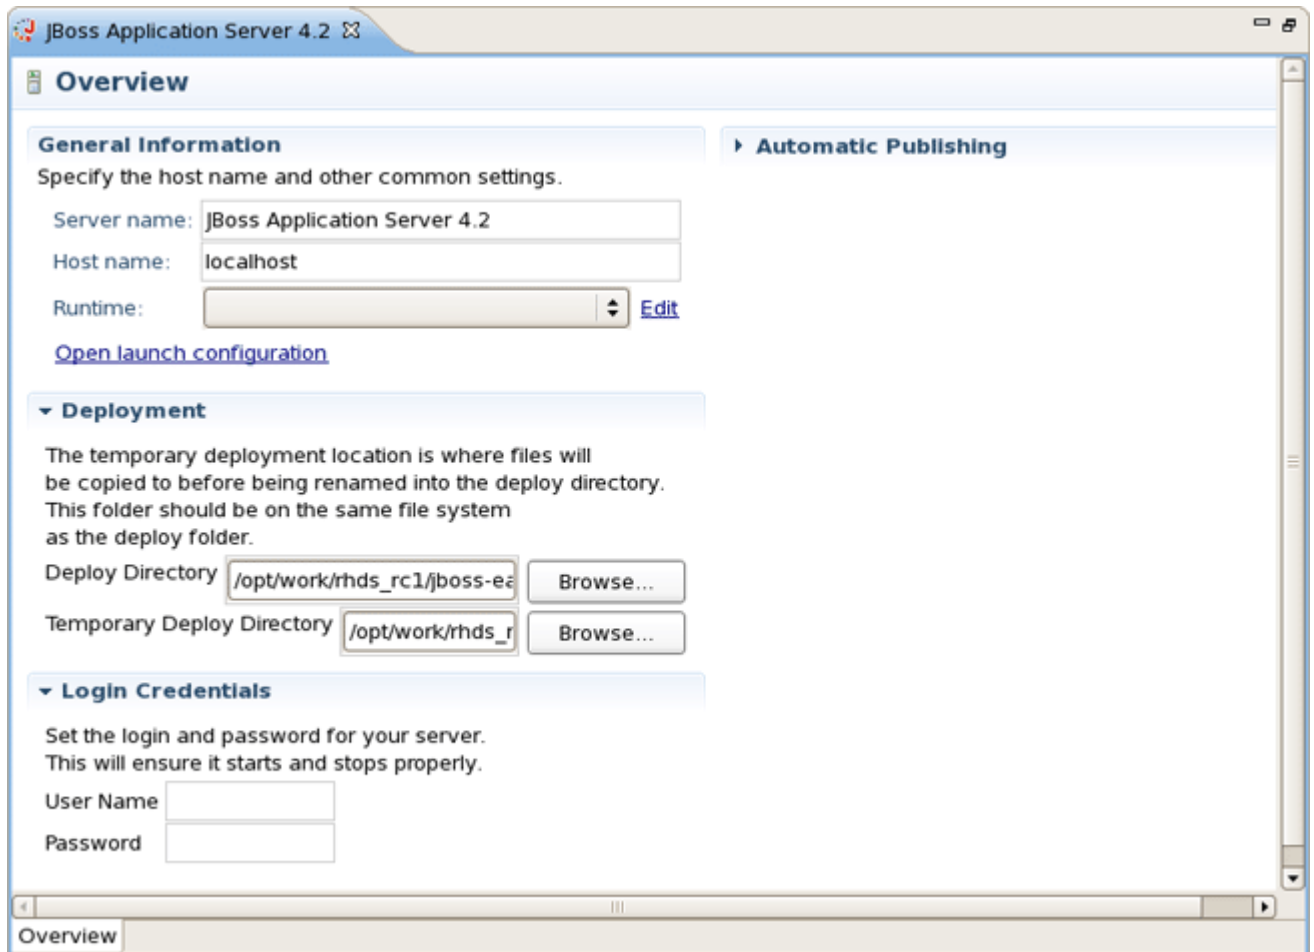 JBoss Application Server 4.2
Overview
General Information
Specify the host name and other common settings.
Server name: JBoss Application Server 4.2
Host name: localhost
Runtime: Edit
Open launch configuration
Automatic Publishing
Deployment
The temporary deployment location is where files will
be copied to before being renamed into the deploy directory.
This folder should be on the same file system
as the deploy folder.
Deploy Directory /opt/work/rhds_rc1/jboss-ea Browse...
Temporary Deploy Directory /opt/work/rhds_r Browse...
Login Credentials
Set the login and password for your server.
This will ensure it starts and stops properly.
User Name
Password
Overview